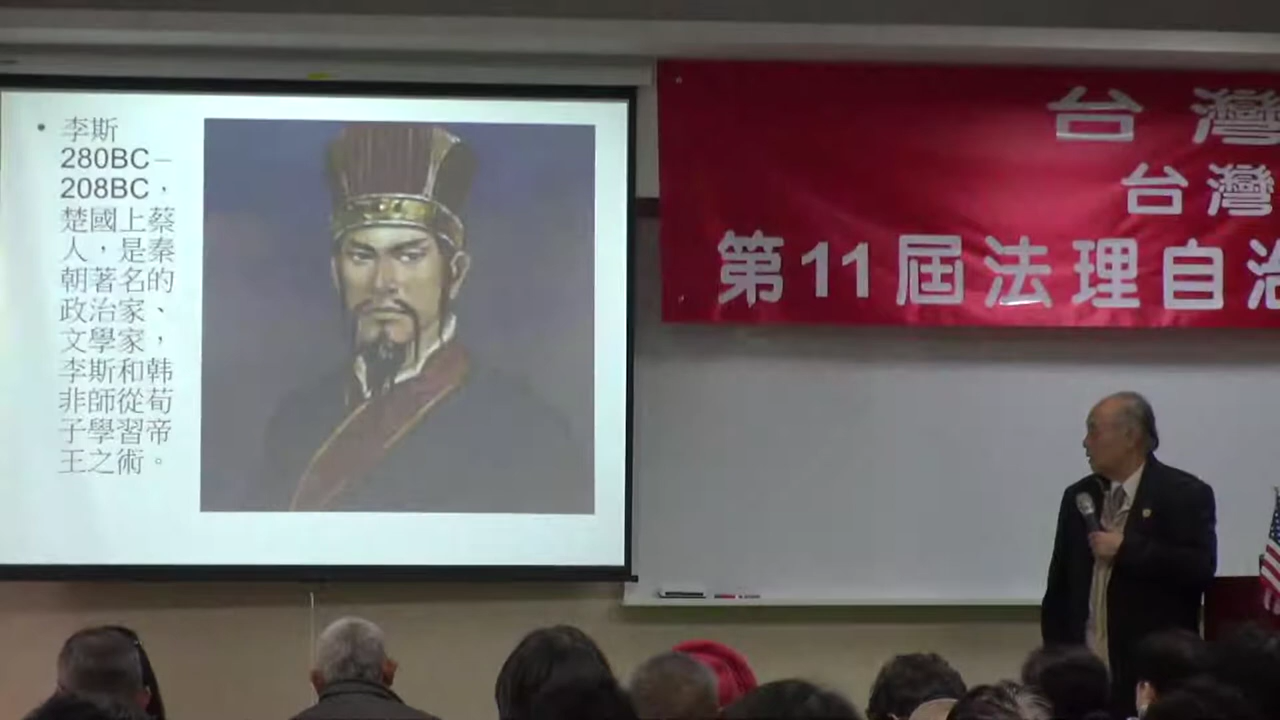 • 李斯
280BC－
208BC，
楚國上蔡
人，是秦
朝著名的
政治家、
文學家，
李斯和韩
非師從荀
子學習帝
王之術。
台灣
台灣
第11屆法理自治